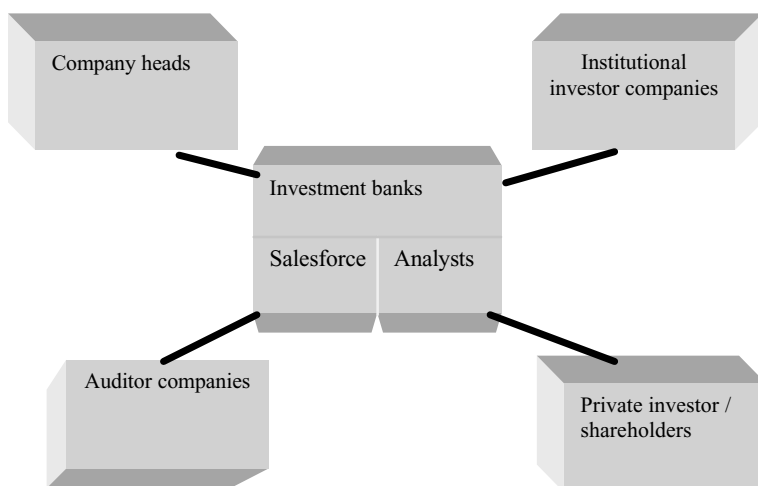 Company heads
Institutional
investor companies
Investment banks
Salesforce
Analysts
Auditor companies
Private investor /
shareholders